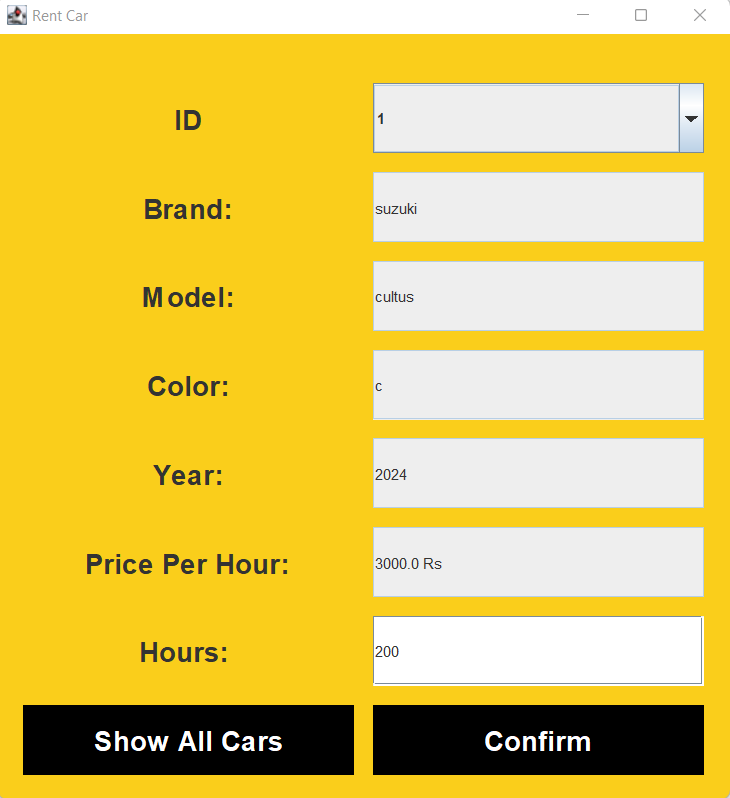 Rent Car
ID 1
Brand: suzuki
Model: cultus
Color: c
Year: 2024
Price Per Hour: 3000.0 Rs
Hours: 200
Show All Cars Confirm